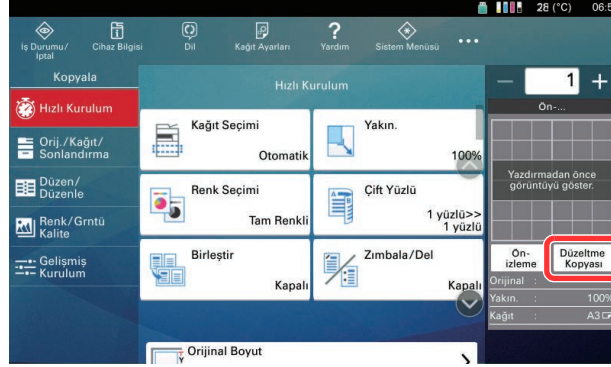 28 (°C) 06:5
İş Durumu/
İptal
Cihaz Bilgisi
Dil
Kağıt Ayarları
Yardım
Sistem Menüsü
Kopyala
Hızlı Kurulum
1
Ön-...
Hızlı Kurulum
Orij./Kağıt/
Sonlandırma
Düzen/
Düzenle
Renk/Grntü
Kalite
Gelişmiş
Kurulum
Kağıt Seçimi
Otomatik
Yakın.
100%
Renk Seçimi
Tam Renkli
Çift Yüzlü
1 yüzlü>>
1 yüzlü
Birleştir
Kapalı
Zımbala/Del
Kapalı
Orijinal Boyut
Yazdırmadan önce
görüntüyü göster.
Ön-
izleme
Düzeltme
Kopyası
Orijinal :
Yakın. : 100%
Kağıt : A3